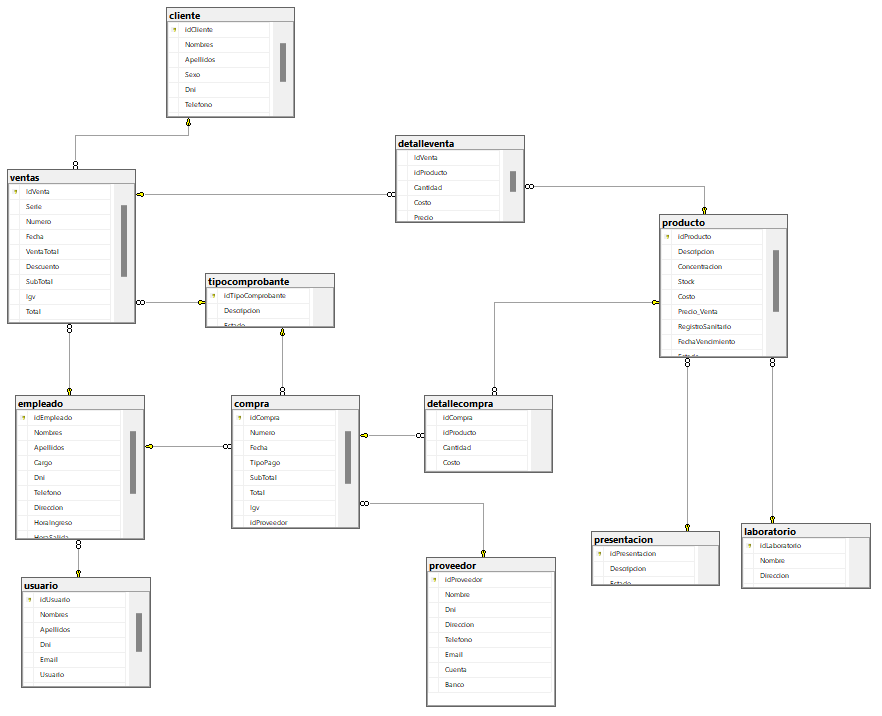 cliente
idCliente
Nombres
Apellidos
Sexo
Dni
Telefono
detalleventa
IdVenta
IdProducto
Cantidad
Costo
Precio
ventas
IdVenta
Serie
Numero
Fecha
VentaTotal
Descuento
SubTotal
Igv
Total
producto
idProducto
Descripcion
Concentracion
Stock
Costo
Precio_Venta
RegistroSanitario
FechaVencimiento
Estado
tipocomprobante
idTipoComprobante
Descripcion
Estado
empleado
idEmpleado
Nombres
Apellidos
Cargo
Dni
Telefono
Direccion
HoraIngreso
HoraSalida
compra
idCompra
Numero
Fecha
TipoPago
SubTotal
Total
Igv
idProveedor
detallecompra
idCompra
idProducto
Cantidad
Costo
presentacion
idPresentacion
Descripcion
Estado
laboratorio
idLaboratorio
Nombre
Direccion
proveedor
idProveedor
Nombre
Dni
Direccion
Telefono
Email
Cuenta
Banco
usuario
idUsuario
Nombres
Apellidos
Dni
Email
Usuario